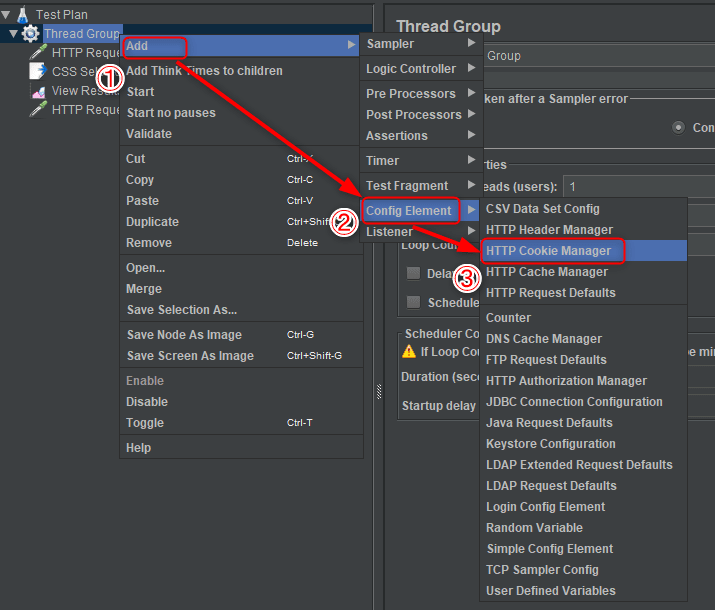 Test Plan
Thread Group
HTTP Reque
CSS Se
View Resul
HTTP Reque
①
Add
Add Think Times to children
Start
Start no pauses
Validate
Cut
Copy Ctrl-C
Paste Ctrl-V
Duplicate Ctrl+Shif
Remove Delete
Open...
Merge
Save Selection As...
Save Node As Image Ctrl-G
Save Screen As Image Ctrl+Shift-G
Enable
Disable
Toggle Ctrl-T
Help
Sampler
Logic Controller
Pre Processors
Post Processors
Assertions
Timer
Test Fragment
②
Config Element
Listener
③
CSV Data Set Config
HTTP Header Manager
HTTP Cookie Manager
HTTP Cache Manager
HTTP Request Defaults
Counter
DNS Cache Manager
FTP Request Defaults
HTTP Authorization Manager
JDBC Connection Configuration
Java Request Defaults
Keystore Configuration
LDAP Extended Request Defaults
LDAP Request Defaults
Login Config Element
Random Variable
Simple Config Element
TCP Sampler Config
User Defined Variables
Thread Group
Group
ken after a Sampler error
Con
rties
eads (users): 1
Loop Cou
Dela
Schedule
Scheduler Co
If Loop Cou
be min
Duration (seco
Startup delay